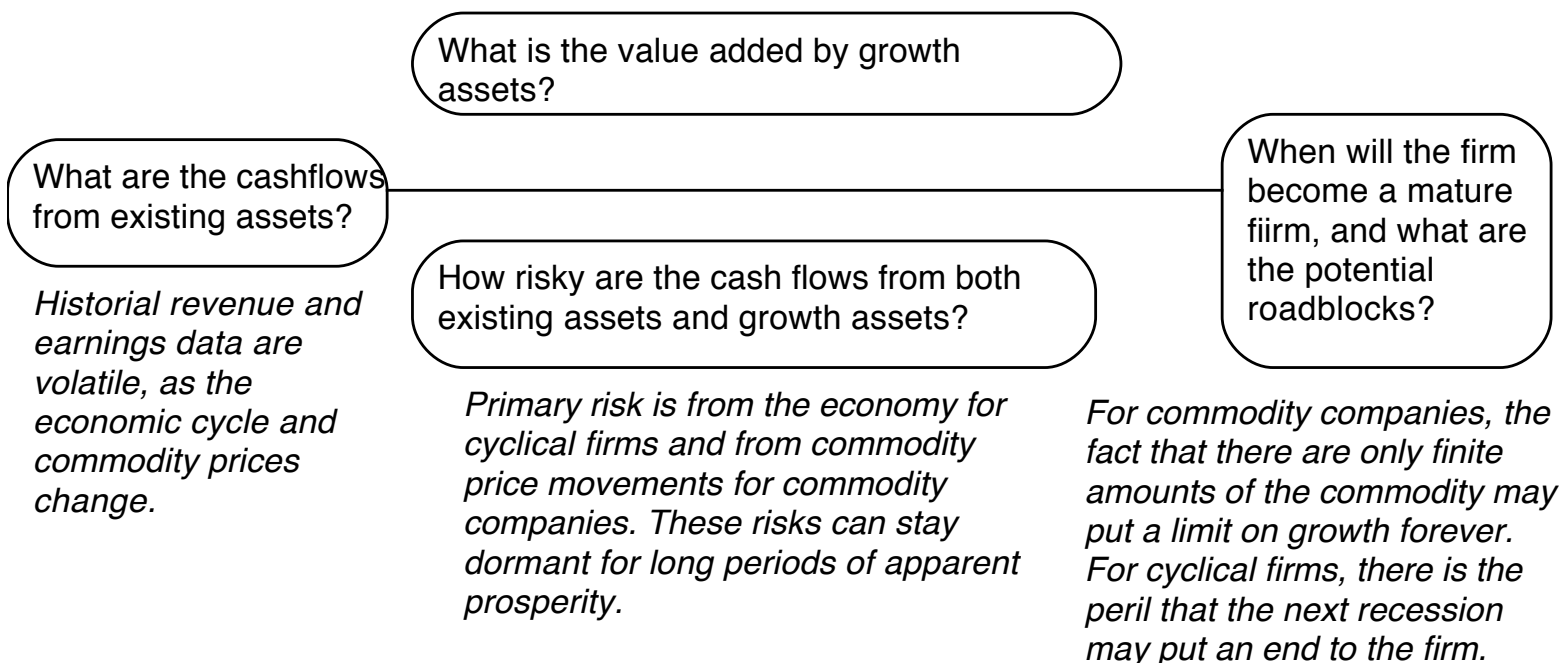 What is the value added by growth
assets?
What are the cashflows
from existing assets?
Historial revenue and
earnings data are
volatile, as the
economic cycle and
commodity prices
change.
How risky are the cash flows from both
existing assets and growth assets?
Primary risk is from the economy for
cyclical firms and from commodity
price movements for commodity
companies. These risks can stay
dormant for long periods of apparent
prosperity.
When will the firm
become a mature
fiirm, and what are
the potential
roadblocks?
For commodity companies, the
fact that there are only finite
amounts of the commodity may
put a limit on growth forever.
For cyclical firms, there is the
peril that the next recession
may put an end to the firm.